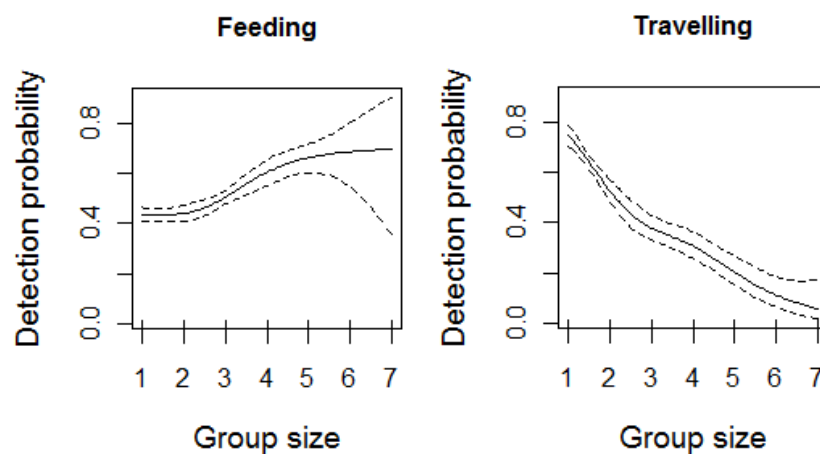 Feeding
Detection probability
0.8
0.4
0.0
1 2 3 4 5 6 7
Group size
Travelling
Detection probability
0.8
0.4
0.0
1 2 3 4 5 6 7
Group size